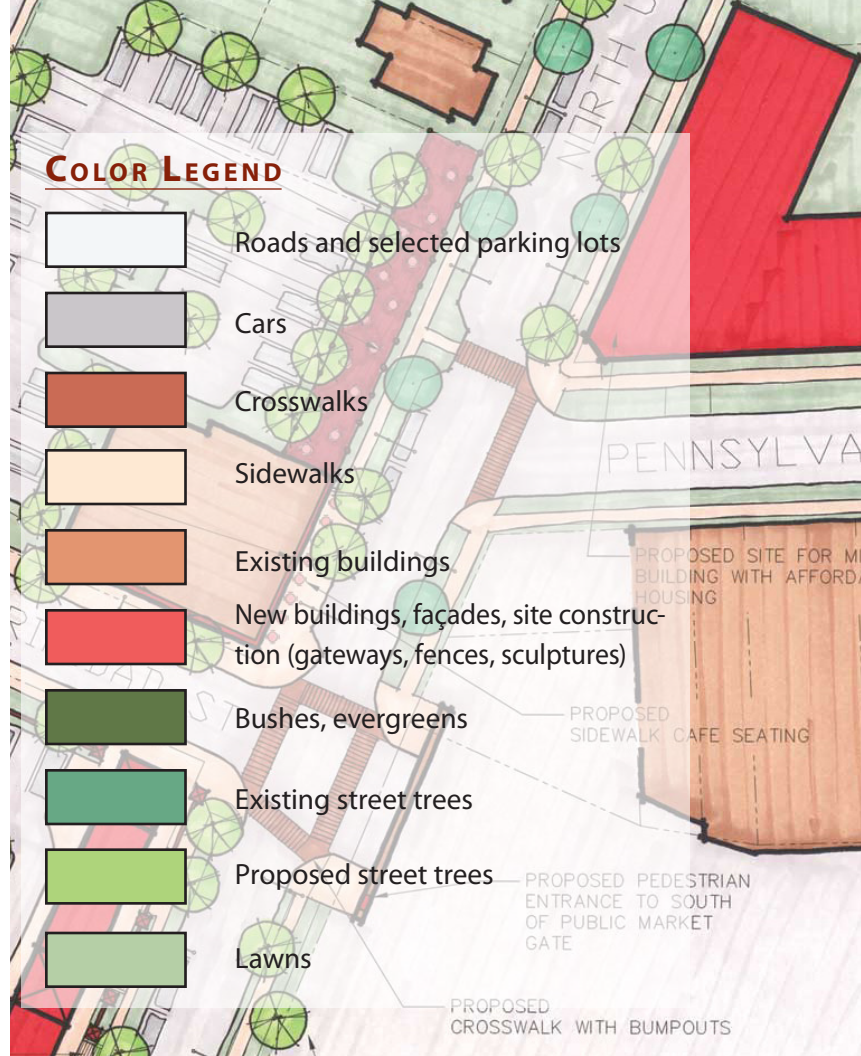 COLOR LEGEND
Roads and selected parking lots
Cars
Crosswalks
Sidewalks
Existing buildings
New buildings, façades, site construc-
tion (gateways, fences, sculptures)
Bushes, evergreens
Existing street trees
Proposed street trees
Lawns
NORTH
PENNSYLVA
PROPOSED SITE FOR MI
BUILDING WITH AFFORDA
HOUSING
PROPOSED
SIDEWALK CAFE SEATING
PROPOSED PEDESTRIAN
ENTRANCE TO SOUTH
OF PUBLIC MARKET
GATE
PROPOSED
CROSSWALK WITH BUMPOUTS